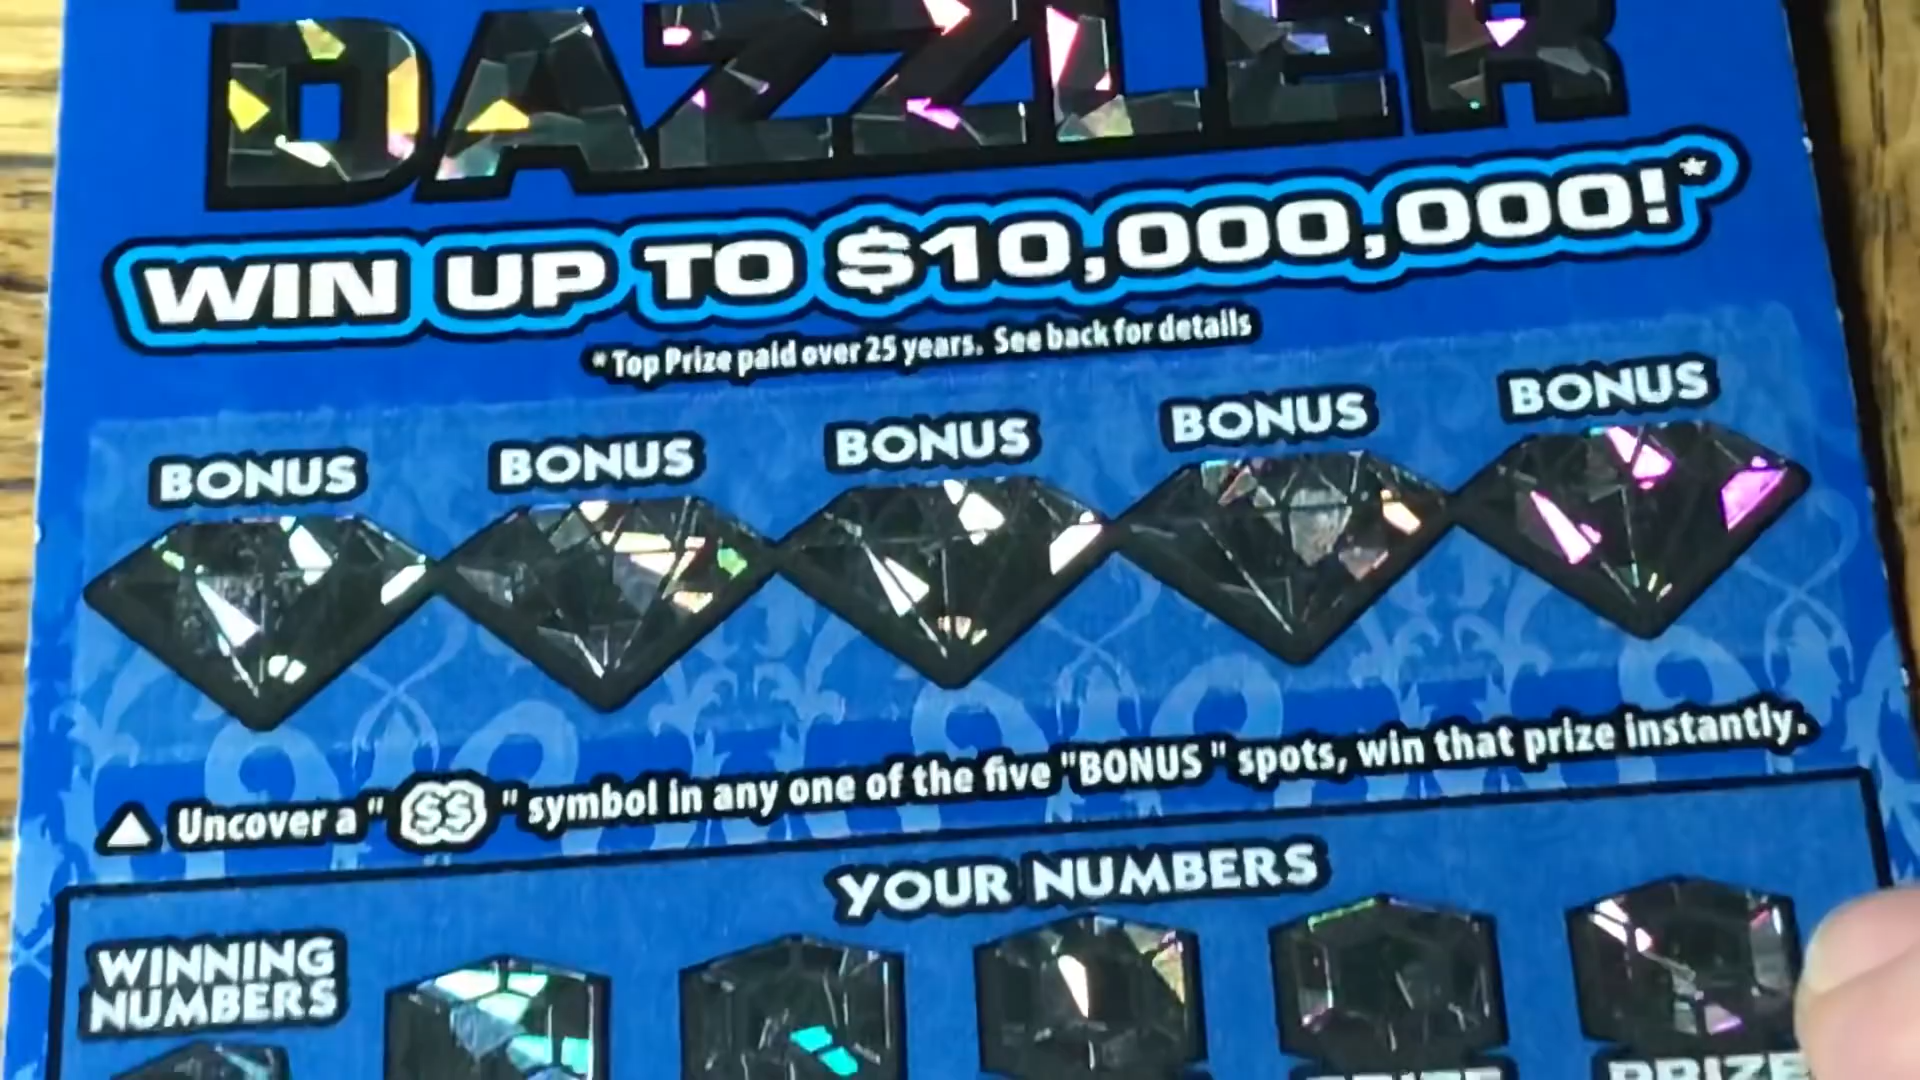 DAZZLER
WIN UP TO $10,000,000!*
*Top Prize paid over 25 years. See back for details
BONUS BONUS BONUS BONUS BONUS
▲ Uncover a " $$ " symbol in any one of the five "BONUS " spots, win that prize instantly.
YOUR NUMBERS
WINNING
NUMBERS
PRIZE